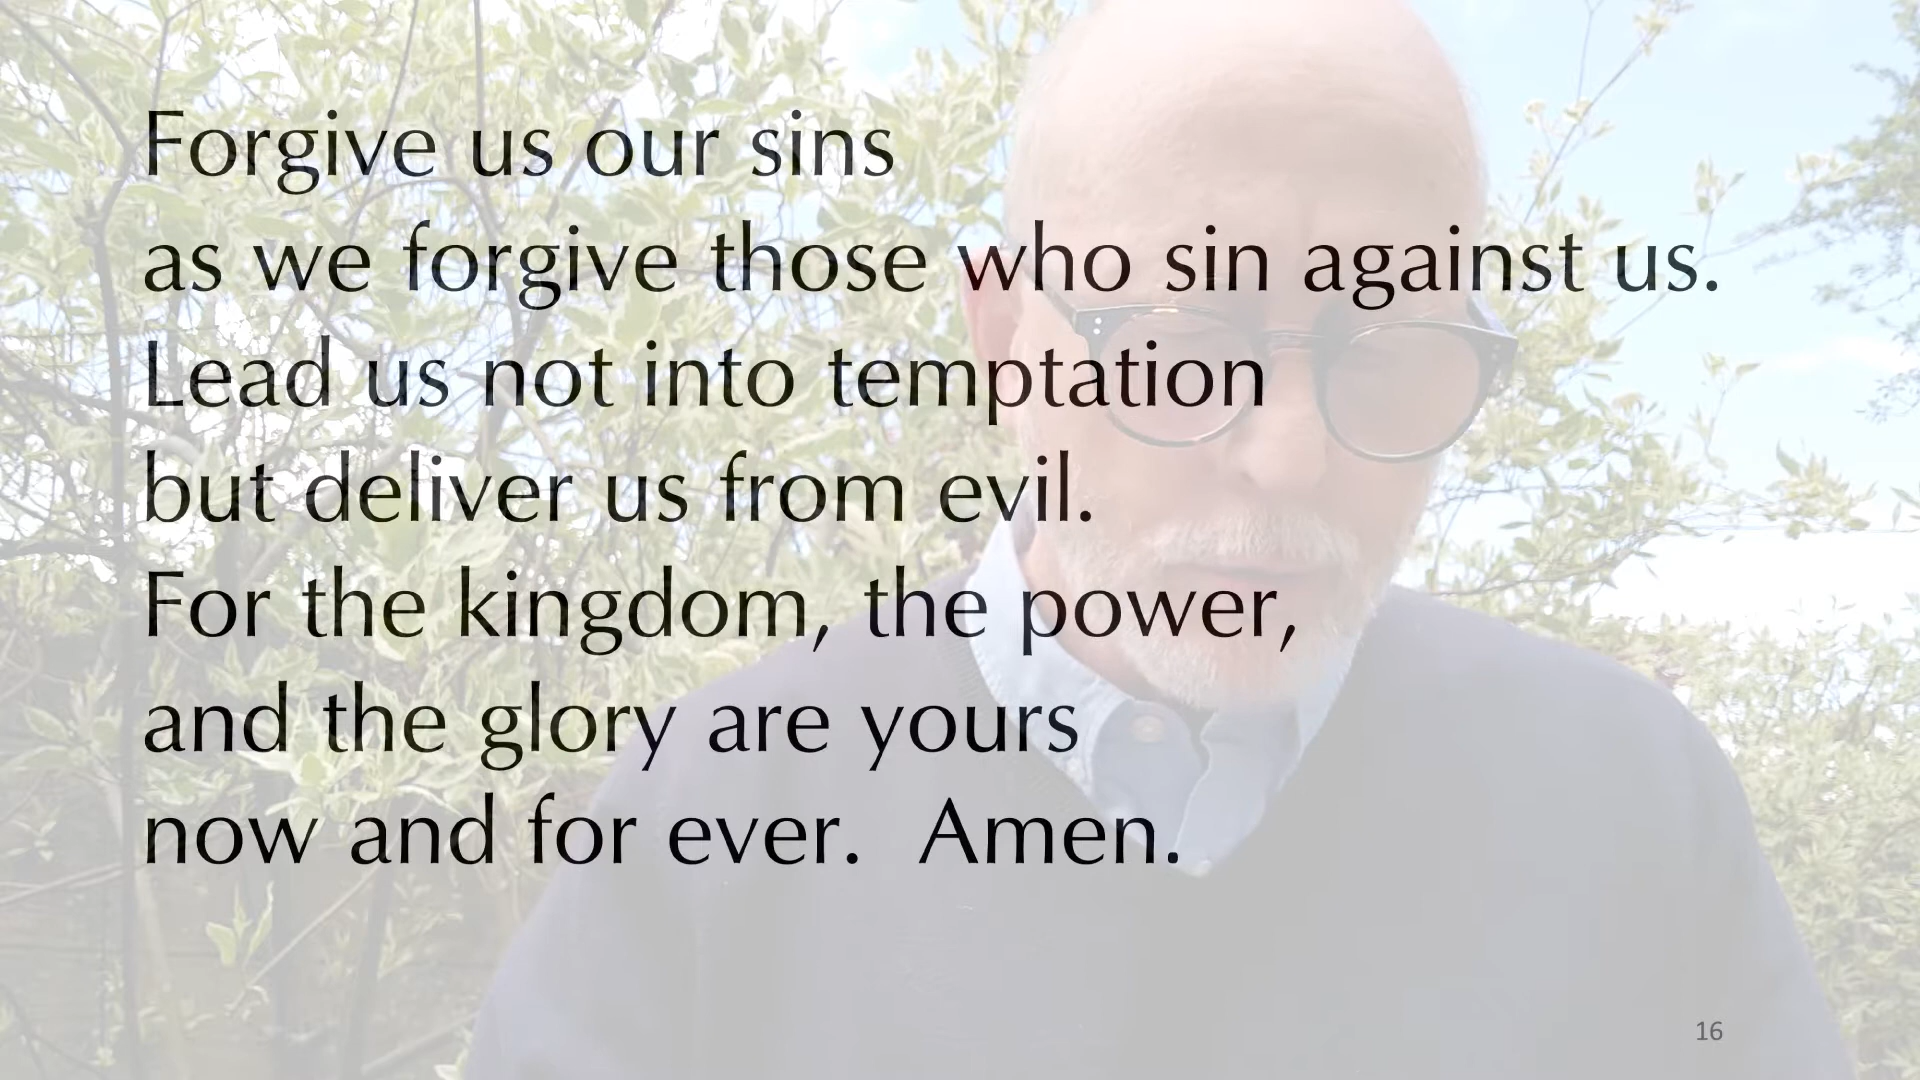 Forgive us our sins
as we forgive those who sin against us.
Lead us not into temptation
but deliver us from evil.
For the kingdom, the power,
and the glory are yours
now and for ever.  Amen.
16